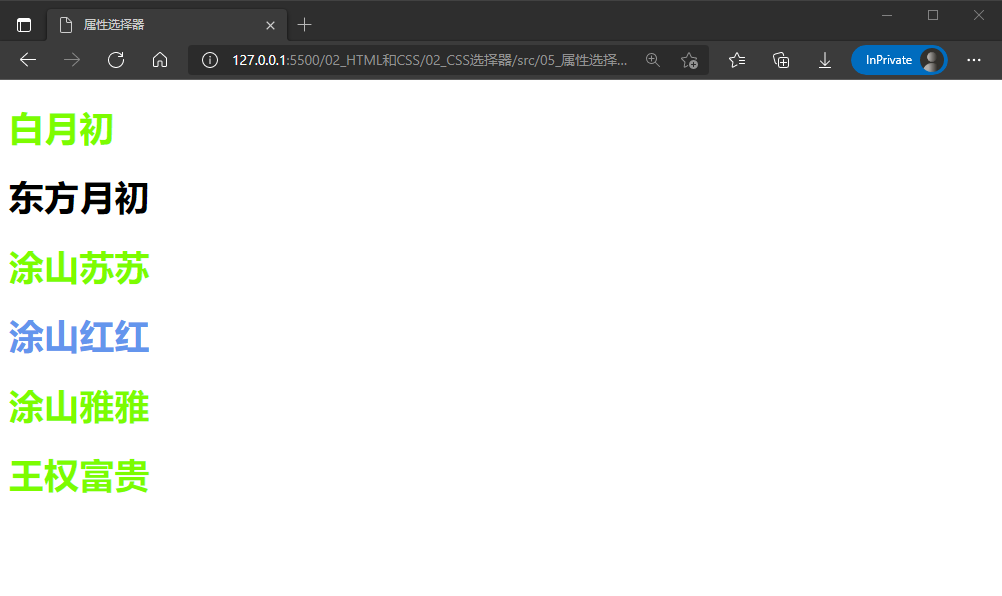 属性选择器
127.0.0.1:5500/02_HTML和CSS/02_CSS选择器/src/05_属性选择...
InPrivate
白月初
东方月初
涂山苏苏
涂山红红
涂山雅雅
王权富贵